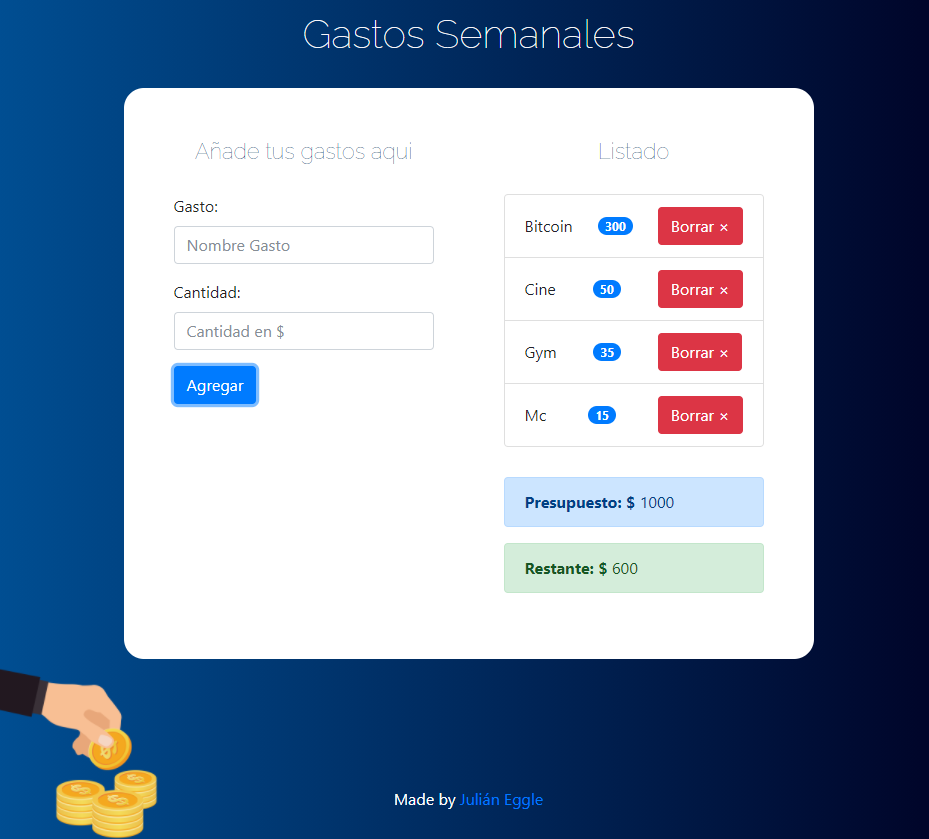 Gastos Semanales
Añade tus gastos aqui
Gasto:
Nombre Gasto
Cantidad:
Cantidad en $
Agregar
Listado
Bitcoin 300 Borrar ×
Cine 50 Borrar ×
Gym 35 Borrar ×
Mc 15 Borrar ×
Presupuesto: $ 1000
Restante: $ 600
Made by Julián Eggle